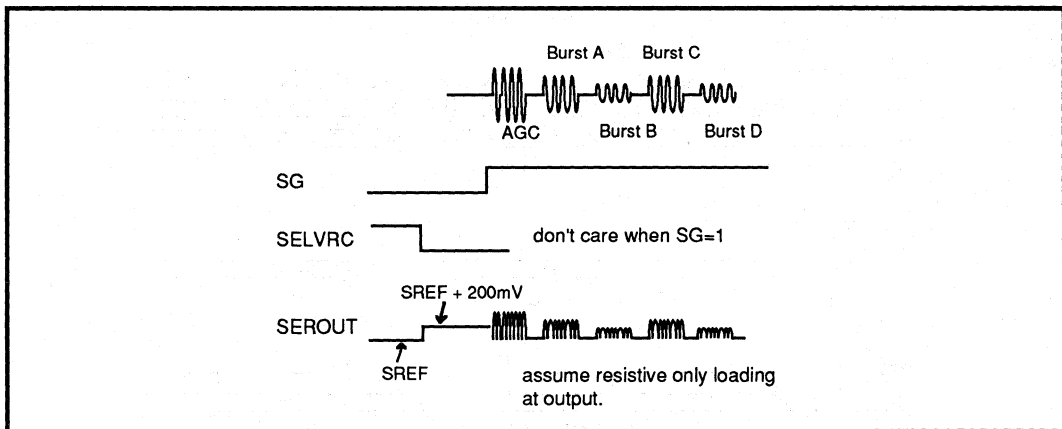 Burst A
Burst C
AGC
Burst B
Burst D
SG
SELVRC
don't care when SG=1
SREF + 200mV
SEROUT
SREF
assume resistive only loading
at output.